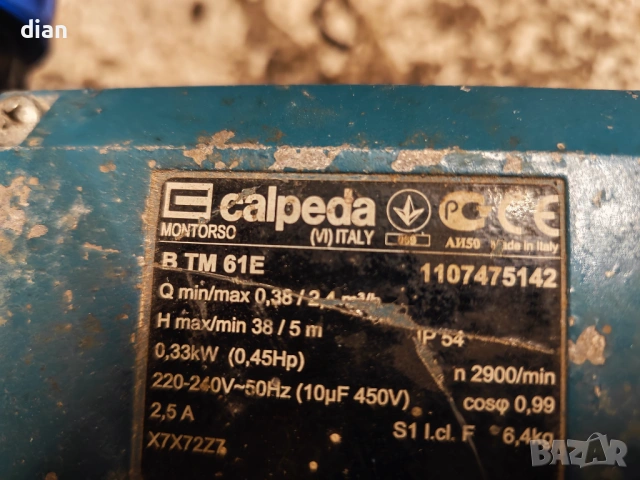 dian
calpeda
MONTORSO (VI) ITALY АИ50 Made in Italy
B TM 61E 1107475142
Q min/max 0,38 / 2,4 m³/h
H max/min 38 / 5 m IP 54
0,33kW (0,45Hp) n 2900/min
220-240V~50Hz (10µF 450V) cosφ 0,99
2,5 A S1 I.cl. F 6,4kg
X7X72Z7
BAZAR.bg